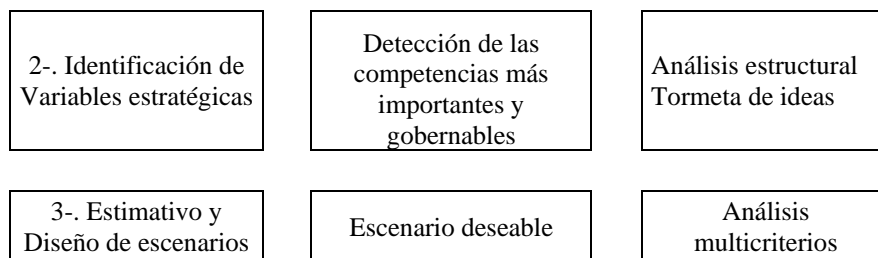 2-. Identificación de
Variables estratégicas
Detección de las
competencias más
importantes y
gobernables
Análisis estructural
Tormeta de ideas
3-. Estimativo y
Diseño de escenarios
Escenario deseable
Análisis
multicriterios